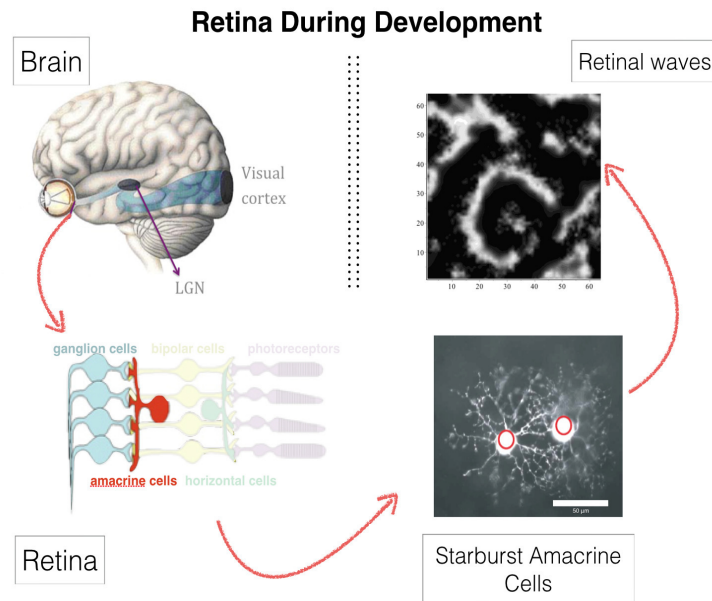 Retina During Development
Brain
Retinal waves
Visual
cortex
LGN
60
50
40
30
20
10
10 20 30 40 50 60
ganglion cells bipolar cells photoreceptors
amacrine cells horizontal cells
50 µm
Retina
Starburst Amacrine
Cells